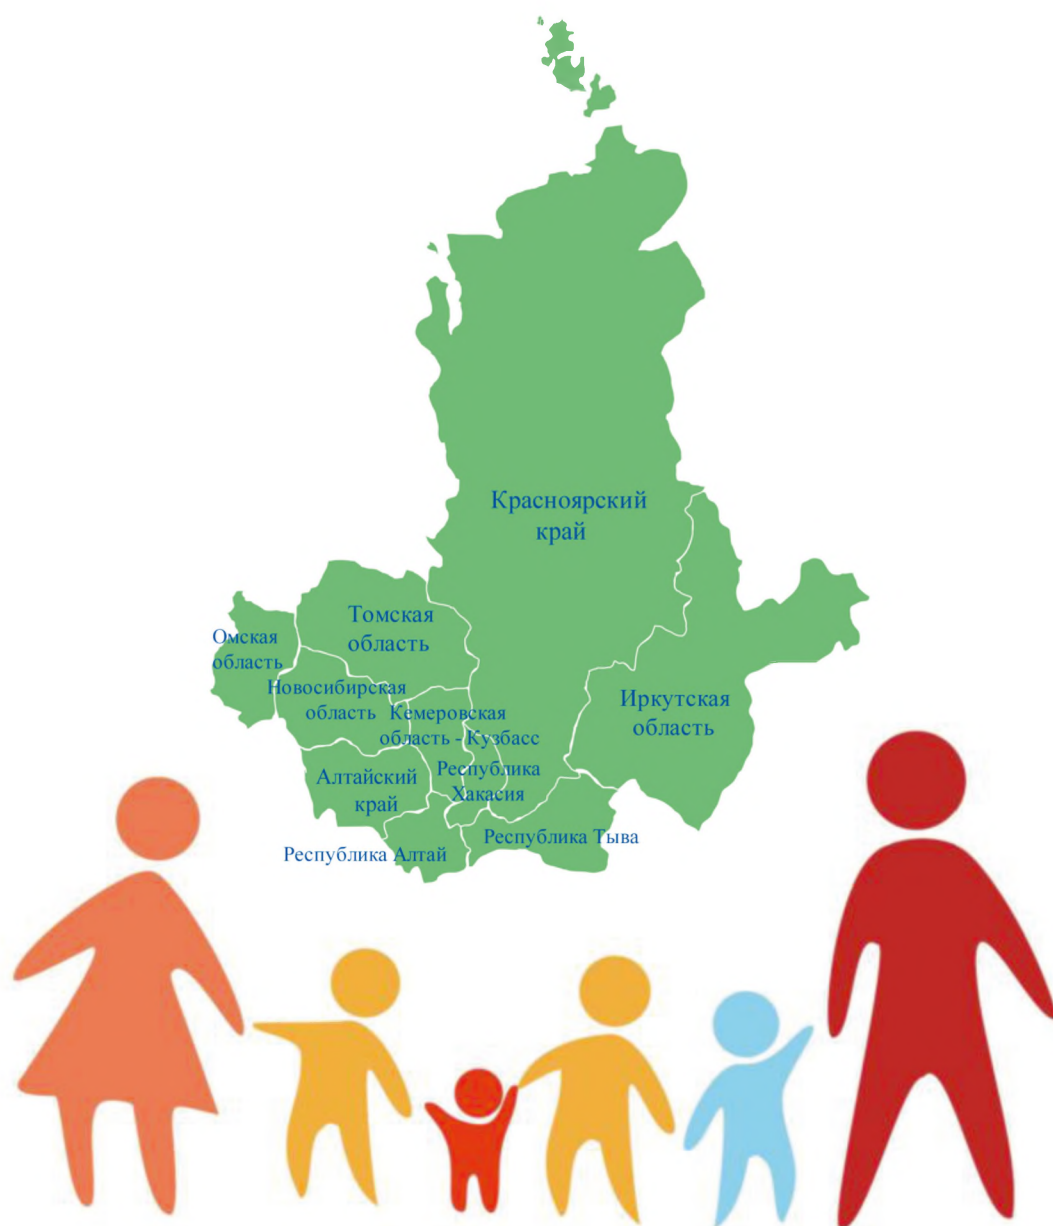 Красноярский
край
Томская
область
Омская
область
Новосибирская
область
Кемеровская
область - Кузбасс
Иркутская
область
Алтайский
край
Республика
Хакасия
Республика Тыва
Республика Алтай